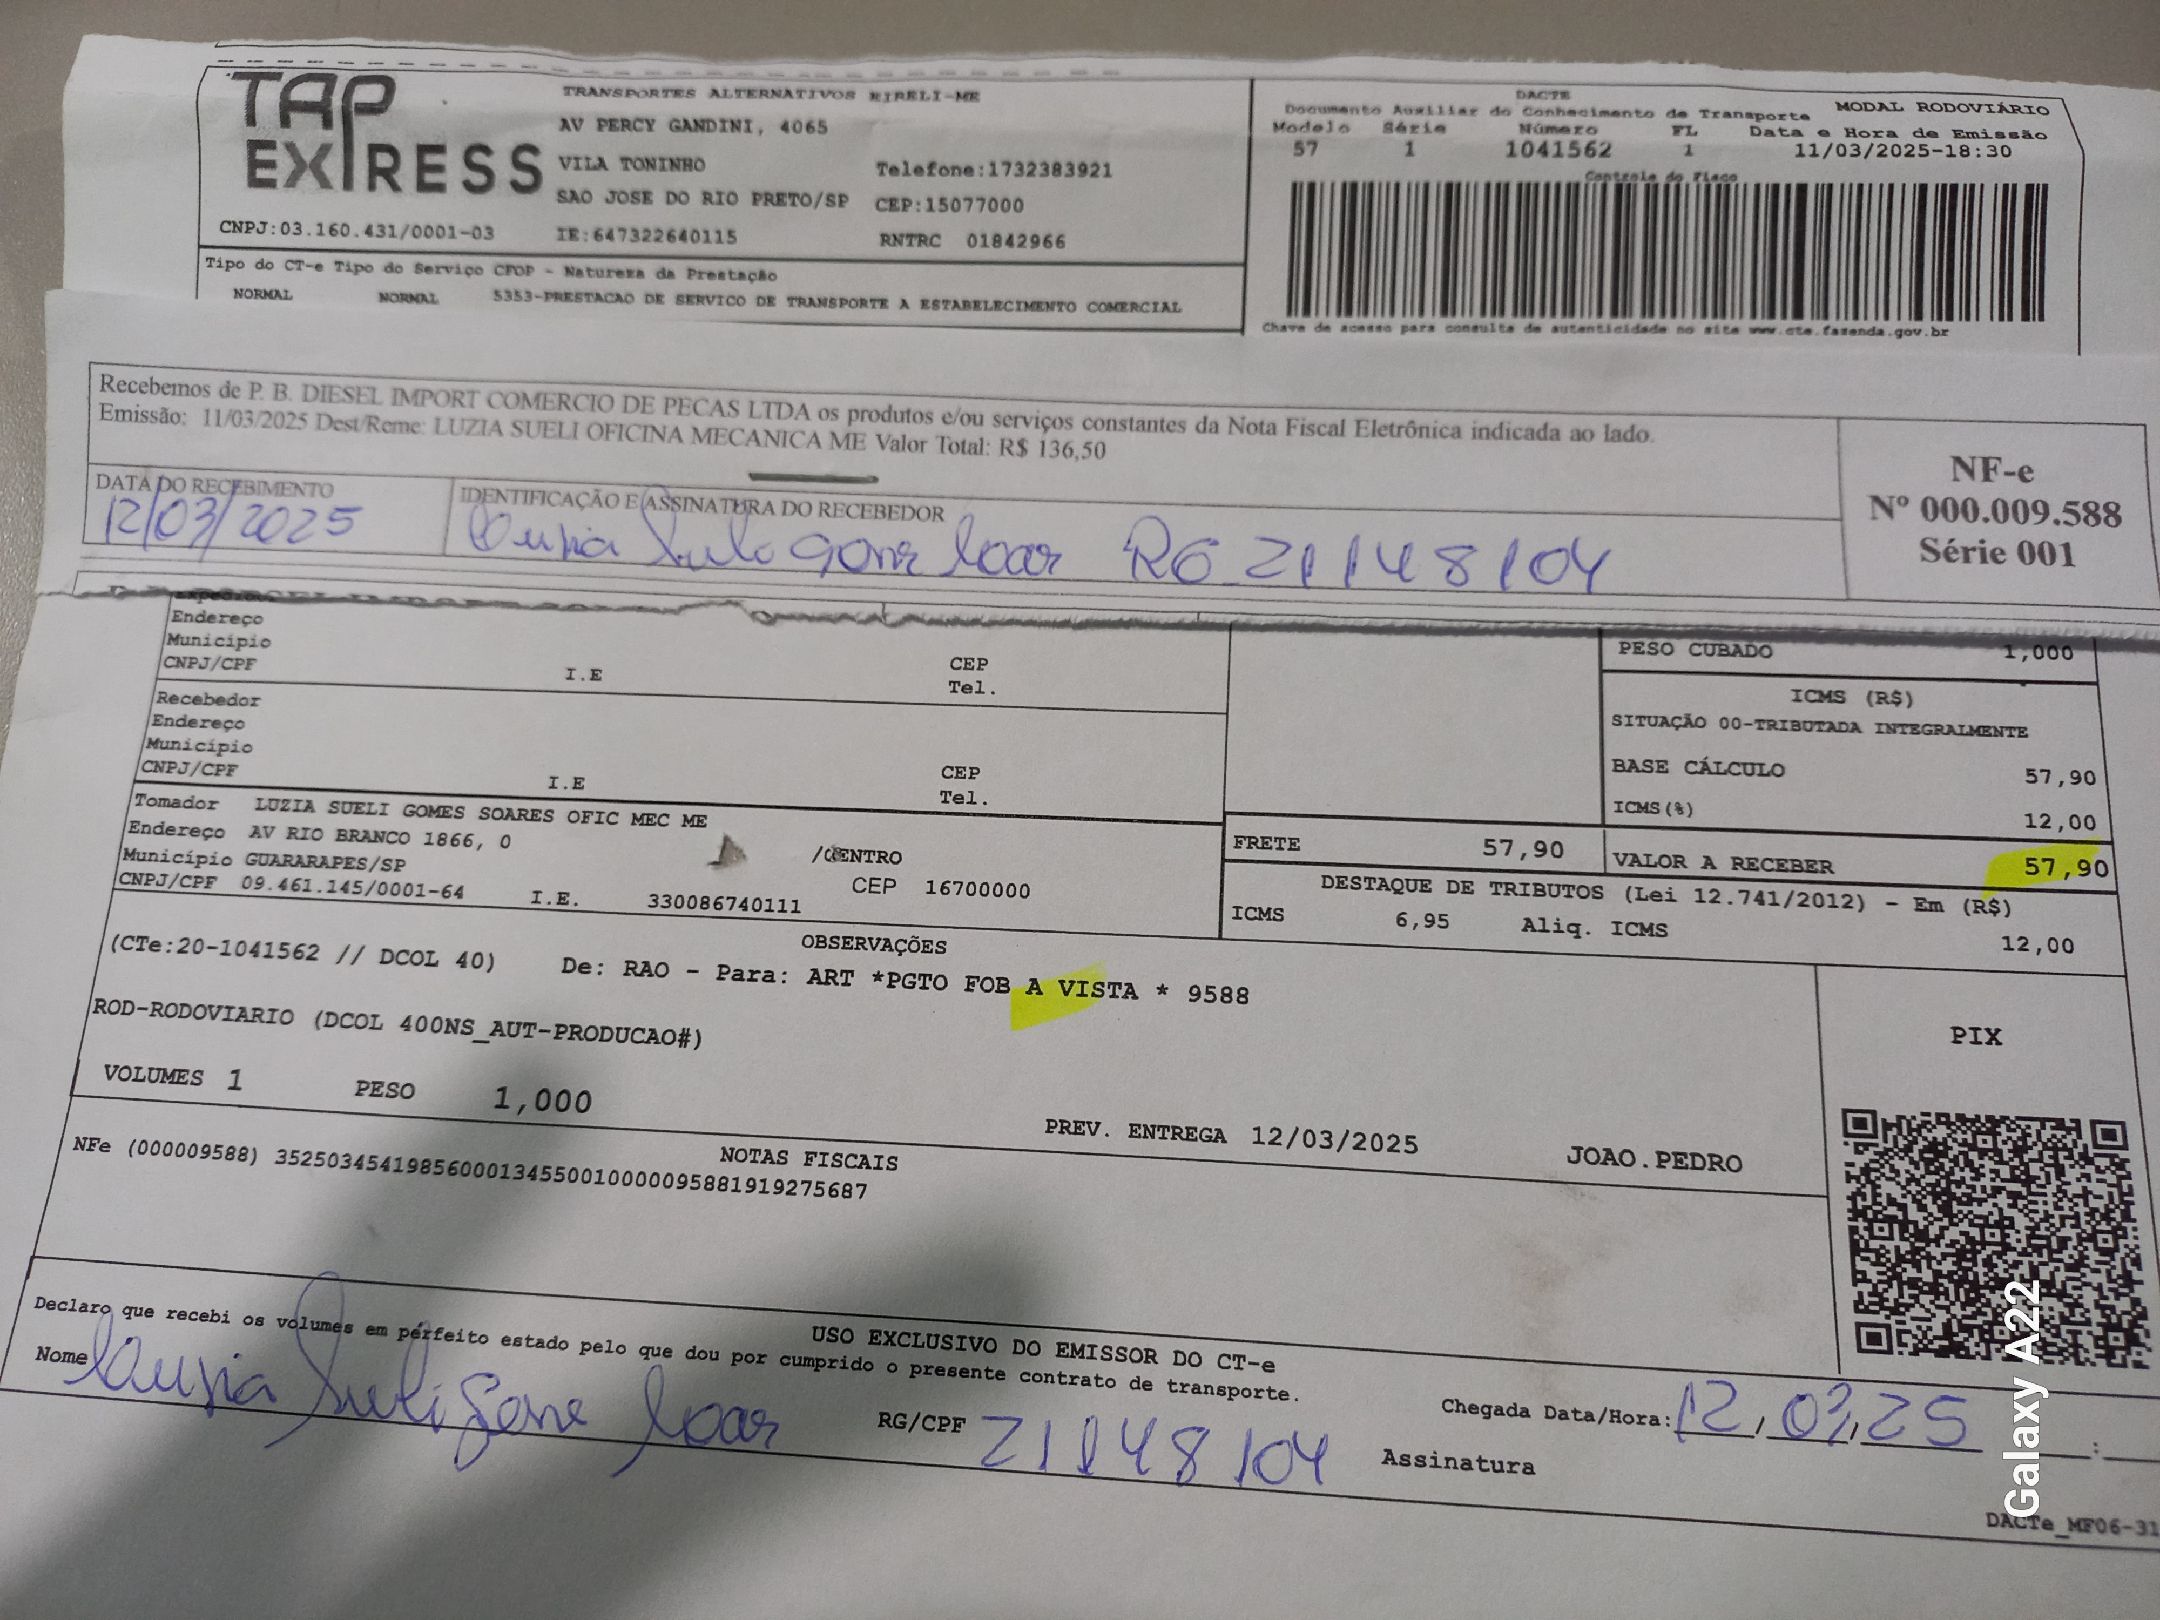 TAP EXPRESS
TRANSPORTES ALTERNATIVOS EIRELI-ME
AV PERCY GANDINI, 4065
VILA TONINHO
Telefone:1732383921
SAO JOSE DO RIO PRETO/SP CEP:15077000
CNPJ:03.160.431/0001-03 IE:647322640115 RNTRC 01842966
Tipo do CT-e Tipo do Serviço CFOP - Natureza da Prestação
NORMAL NORMAL 5353-PRESTACAO DE SERVICO DE TRANSPORTE A ESTABELECIMENTO COMERCIAL
DACTE
Documento Auxiliar do Conhecimento de Transporte MODAL RODOVIÁRIO
Modelo Série Número FL Data e Hora de Emissão
57 1 1041562 1 11/03/2025-18:30
Controle do Fisco
Chave de acesso para consulta de autenticidade no site www.cte.fazenda.gov.br
Recebemos de P. B. DIESEL IMPORT COMERCIO DE PECAS LTDA os produtos e/ou serviços constantes da Nota Fiscal Eletrônica indicada ao lado.
Emissão: 11/03/2025 Dest/Reme: LUZIA SUELI OFICINA MECANICA ME Valor Total: R$ 136,50
DATA DO RECEBIMENTO IDENTIFICAÇÃO E ASSINATURA DO RECEBEDOR
12/03/2025 RG 21148104
NF-e
Nº 000.009.588
Série 001
Endereço
Município
CNPJ/CPF I.E CEP
Tel.
Recebedor
Endereço
Município
CNPJ/CPF I.E CEP
Tel.
PESO CUBADO 1,000
ICMS (R$)
SITUAÇÃO 00-TRIBUTADA INTEGRALMENTE
BASE CÁLCULO 57,90
ICMS(%) 12,00
Tomador LUZIA SUELI GOMES SOARES OFIC MEC ME
Endereço AV RIO BRANCO 1866, 0 /CENTRO
Município GUARARAPES/SP CEP 16700000
CNPJ/CPF 09.461.145/0001-64 I.E. 330086740111
FRETE 57,90 VALOR A RECEBER 57,90
DESTAQUE DE TRIBUTOS (Lei 12.741/2012) - Em (R$)
ICMS 6,95 Aliq. ICMS 12,00
OBSERVAÇÕES
(CTe:20-1041562 // DCOL 40) De: RAO - Para: ART *PGTO FOB A VISTA * 9588
ROD-RODOVIARIO (DCOL 400NS_AUT-PRODUCAO#)
VOLUMES 1 PESO 1,000
PREV. ENTREGA 12/03/2025 JOAO.PEDRO
PIX
NOTAS FISCAIS
NFe (000009588) 35250345419856000134550010000095881919275687
USO EXCLUSIVO DO EMISSOR DO CT-e
Declaro que recebi os volumes em perfeito estado pelo que dou por cumprido o presente contrato de transporte.
Nome RG/CPF 21148104 Assinatura
Chegada Data/Hora: 12,03,25 :
DACTe_MF06-31
Galaxy A22